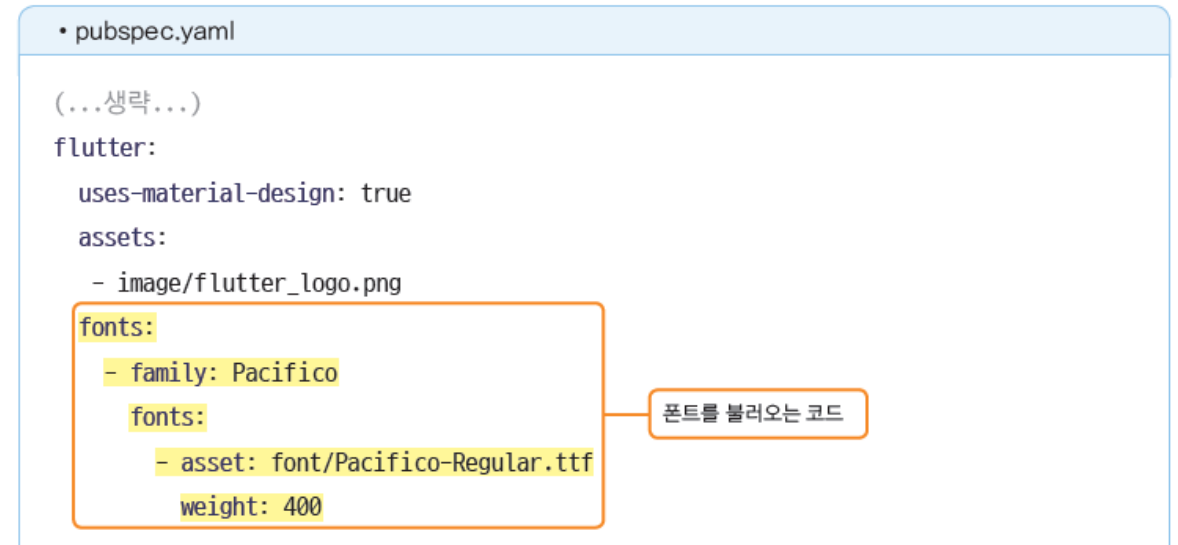 • pubspec.yaml
(...생략...)
flutter:
  uses-material-design: true
  assets:
   - image/flutter_logo.png
  fonts:
    - family: Pacifico
      fonts:
        - asset: font/Pacifico-Regular.ttf
          weight: 400
폰트를 불러오는 코드